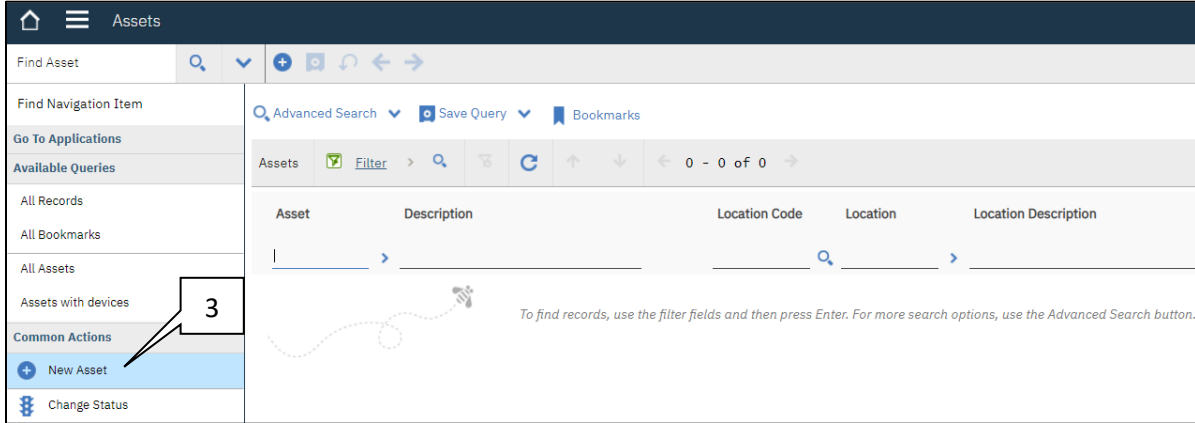 Assets
Find Asset
Find Navigation Item
Go To Applications
Available Queries
All Records
All Bookmarks
All Assets
Assets with devices
Common Actions
New Asset
Change Status
3
Advanced Search Save Query Bookmarks
Assets Filter 0 - 0 of 0
Asset Description Location Code Location Location Description
To find records, use the filter fields and then press Enter. For more search options, use the Advanced Search button.